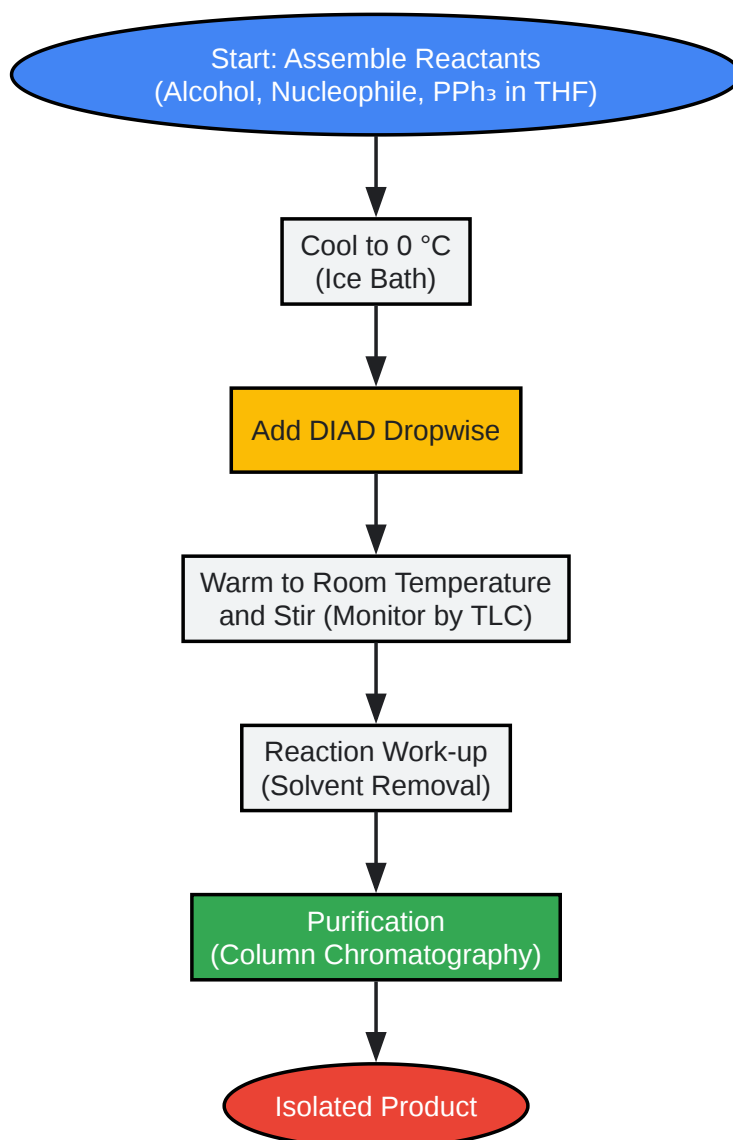 Start: Assemble Reactants
(Alcohol, Nucleophile, PPh₃ in THF)
Cool to 0 °C
(Ice Bath)
Add DIAD Dropwise
Warm to Room Temperature
and Stir (Monitor by TLC)
Reaction Work-up
(Solvent Removal)
Purification
(Column Chromatography)
Isolated Product